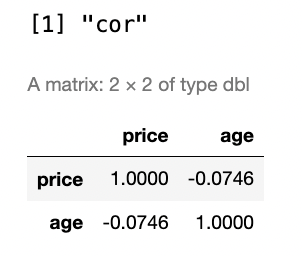 [1] "cor"
A matrix: 2 × 2 of type dbl
price age
price 1.0000 -0.0746
age -0.0746 1.0000